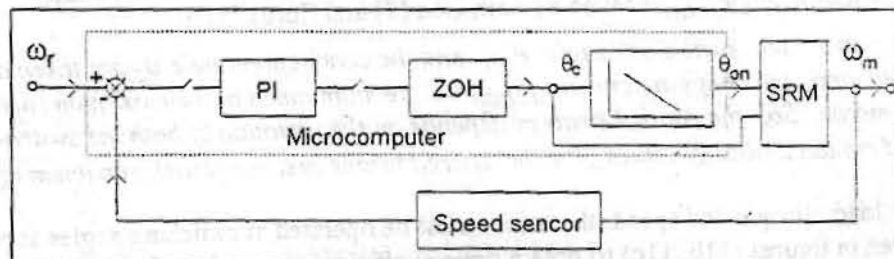 ωr
+
PI
ZOH
θc
θon
SRM
ωm
Microcomputer
Speed sencor